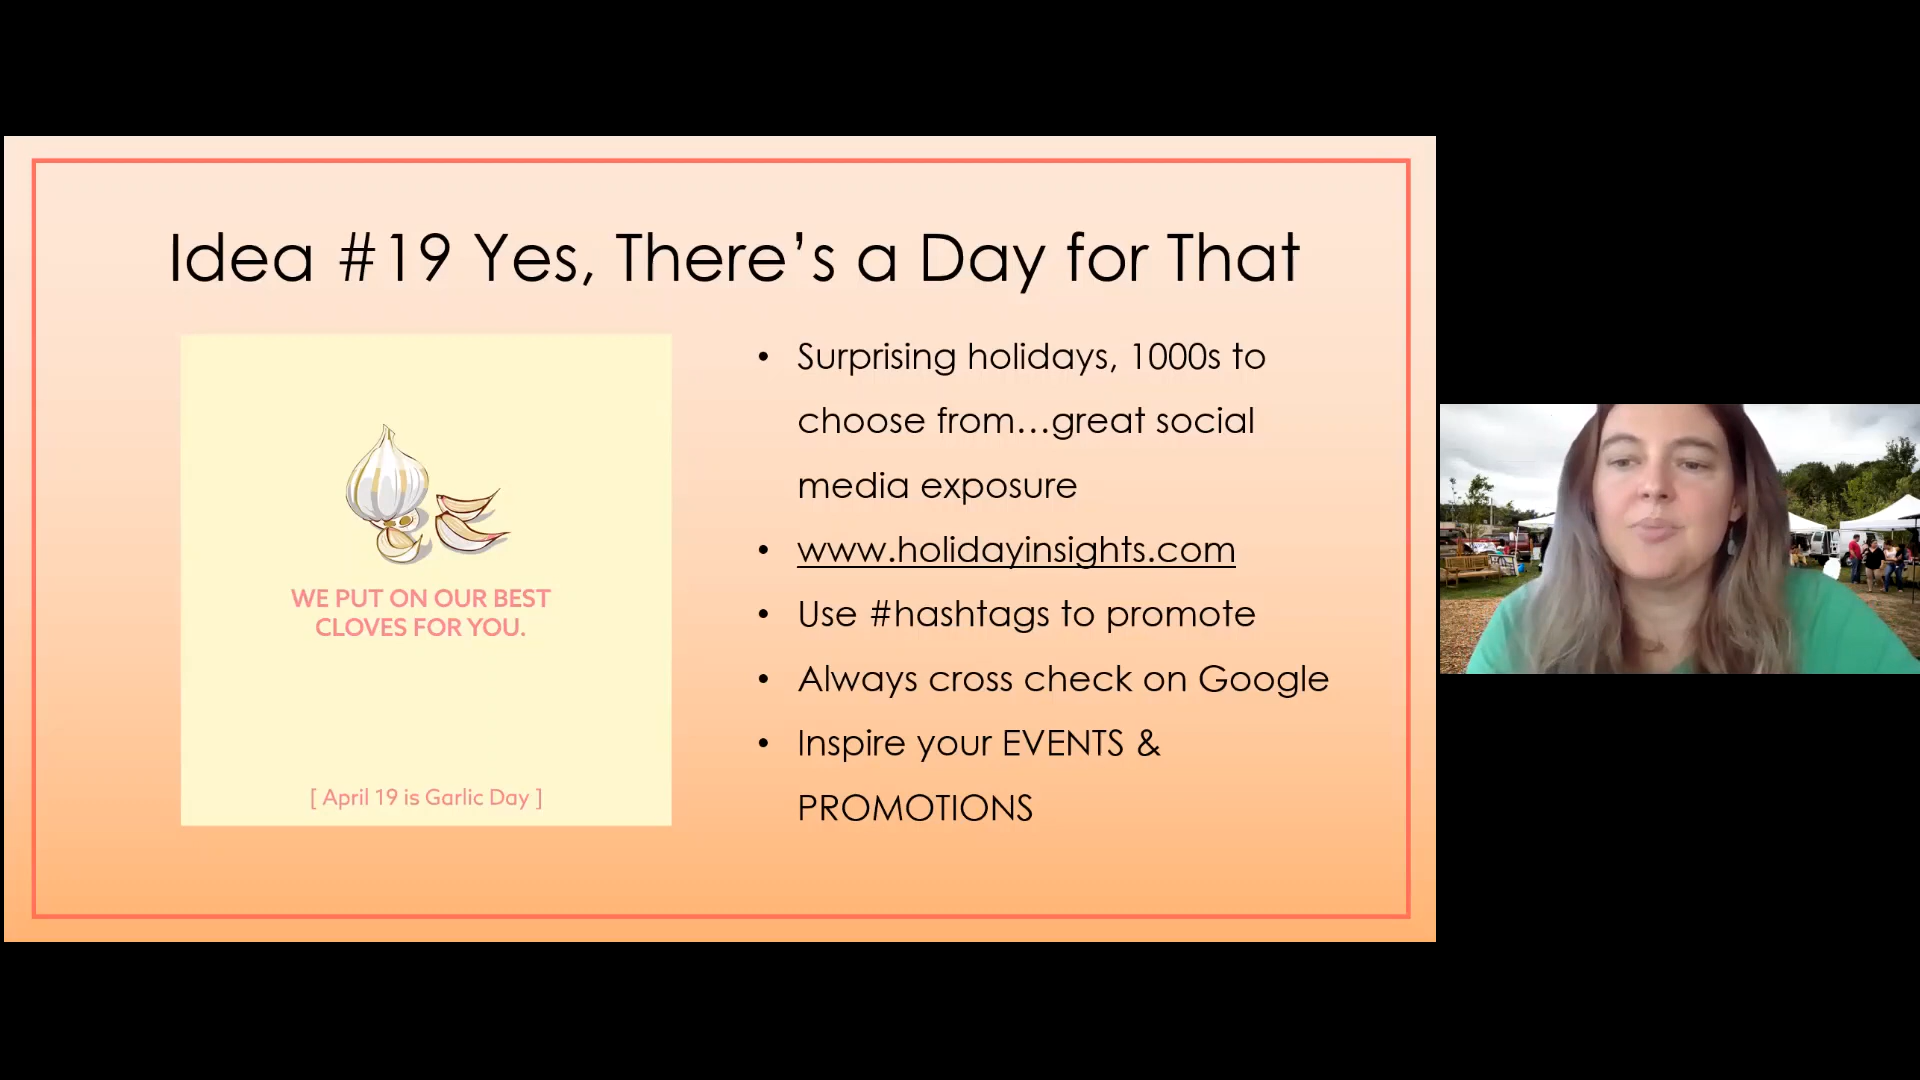 Idea #19 Yes, There’s a Day for That
WE PUT ON OUR BEST
CLOVES FOR YOU.
[ April 19 is Garlic Day ]
• Surprising holidays, 1000s to
choose from…great social
media exposure
• www.holidayinsights.com
• Use #hashtags to promote
• Always cross check on Google
• Inspire your EVENTS &
PROMOTIONS